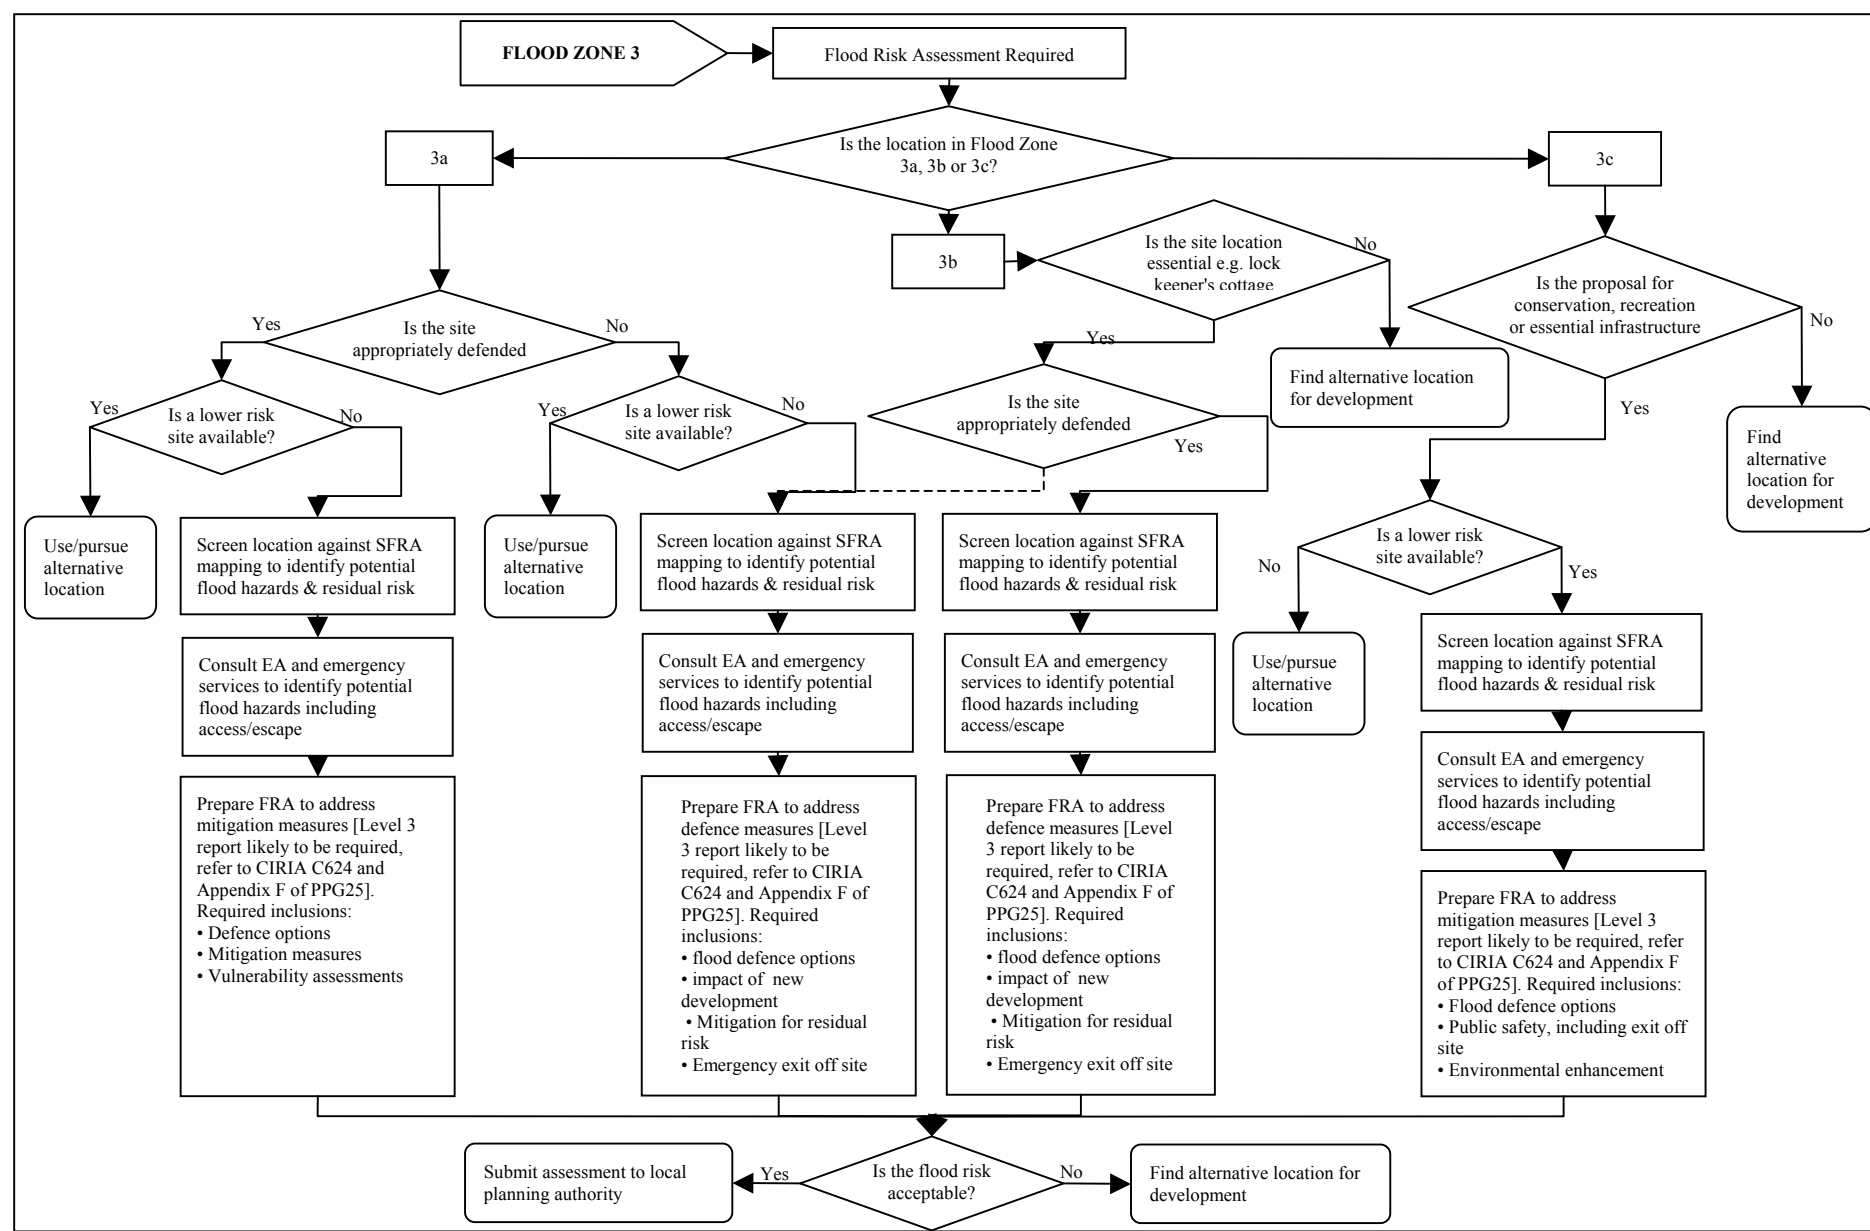 FLOOD ZONE 3
Flood Risk Assessment Required
Is the location in Flood Zone
3a, 3b or 3c?
3a
3c
3b
Is the site location
essential e.g. lock
keeper's cottage
No
Yes
Is the proposal for
conservation, recreation
or essential infrastructure
No
Yes
Is the site
appropriately defended
Yes
No
Is a lower risk
site available?
Yes
No
Is a lower risk
site available?
Yes
No
Is the site
appropriately defended
Yes
Find alternative location
for development
Find
alternative
location for
development
Is a lower risk
site available?
No
Yes
Use/pursue
alternative
location
Screen location against SFRA
mapping to identify potential
flood hazards & residual risk
Use/pursue
alternative
location
Screen location against SFRA
mapping to identify potential
flood hazards & residual risk
Screen location against SFRA
mapping to identify potential
flood hazards & residual risk
Use/pursue
alternative
location
Screen location against SFRA
mapping to identify potential
flood hazards & residual risk
Consult EA and emergency
services to identify potential
flood hazards including
access/escape
Consult EA and emergency
services to identify potential
flood hazards including
access/escape
Consult EA and emergency
services to identify potential
flood hazards including
access/escape
Consult EA and emergency
services to identify potential
flood hazards including
access/escape
Prepare FRA to address
mitigation measures [Level 3
report likely to be required,
refer to CIRIA C624 and
Appendix F of PPG25].
Required inclusions:
• Defence options
• Mitigation measures
• Vulnerability assessments
Prepare FRA to address
defence measures [Level
3 report likely to be
required, refer to CIRIA
C624 and Appendix F of
PPG25]. Required
inclusions:
• flood defence options
• impact of new
development
• Mitigation for residual
risk
• Emergency exit off site
Prepare FRA to address
defence measures [Level
3 report likely to be
required, refer to CIRIA
C624 and Appendix F of
PPG25]. Required
inclusions:
• flood defence options
• impact of new
development
• Mitigation for residual
risk
• Emergency exit off site
Prepare FRA to address
mitigation measures [Level 3
report likely to be required, refer
to CIRIA C624 and Appendix F
of PPG25]. Required inclusions:
• Flood defence options
• Public safety, including exit off
site
• Environmental enhancement
Submit assessment to local
planning authority
Yes
Is the flood risk
acceptable?
No
Find alternative location for
development